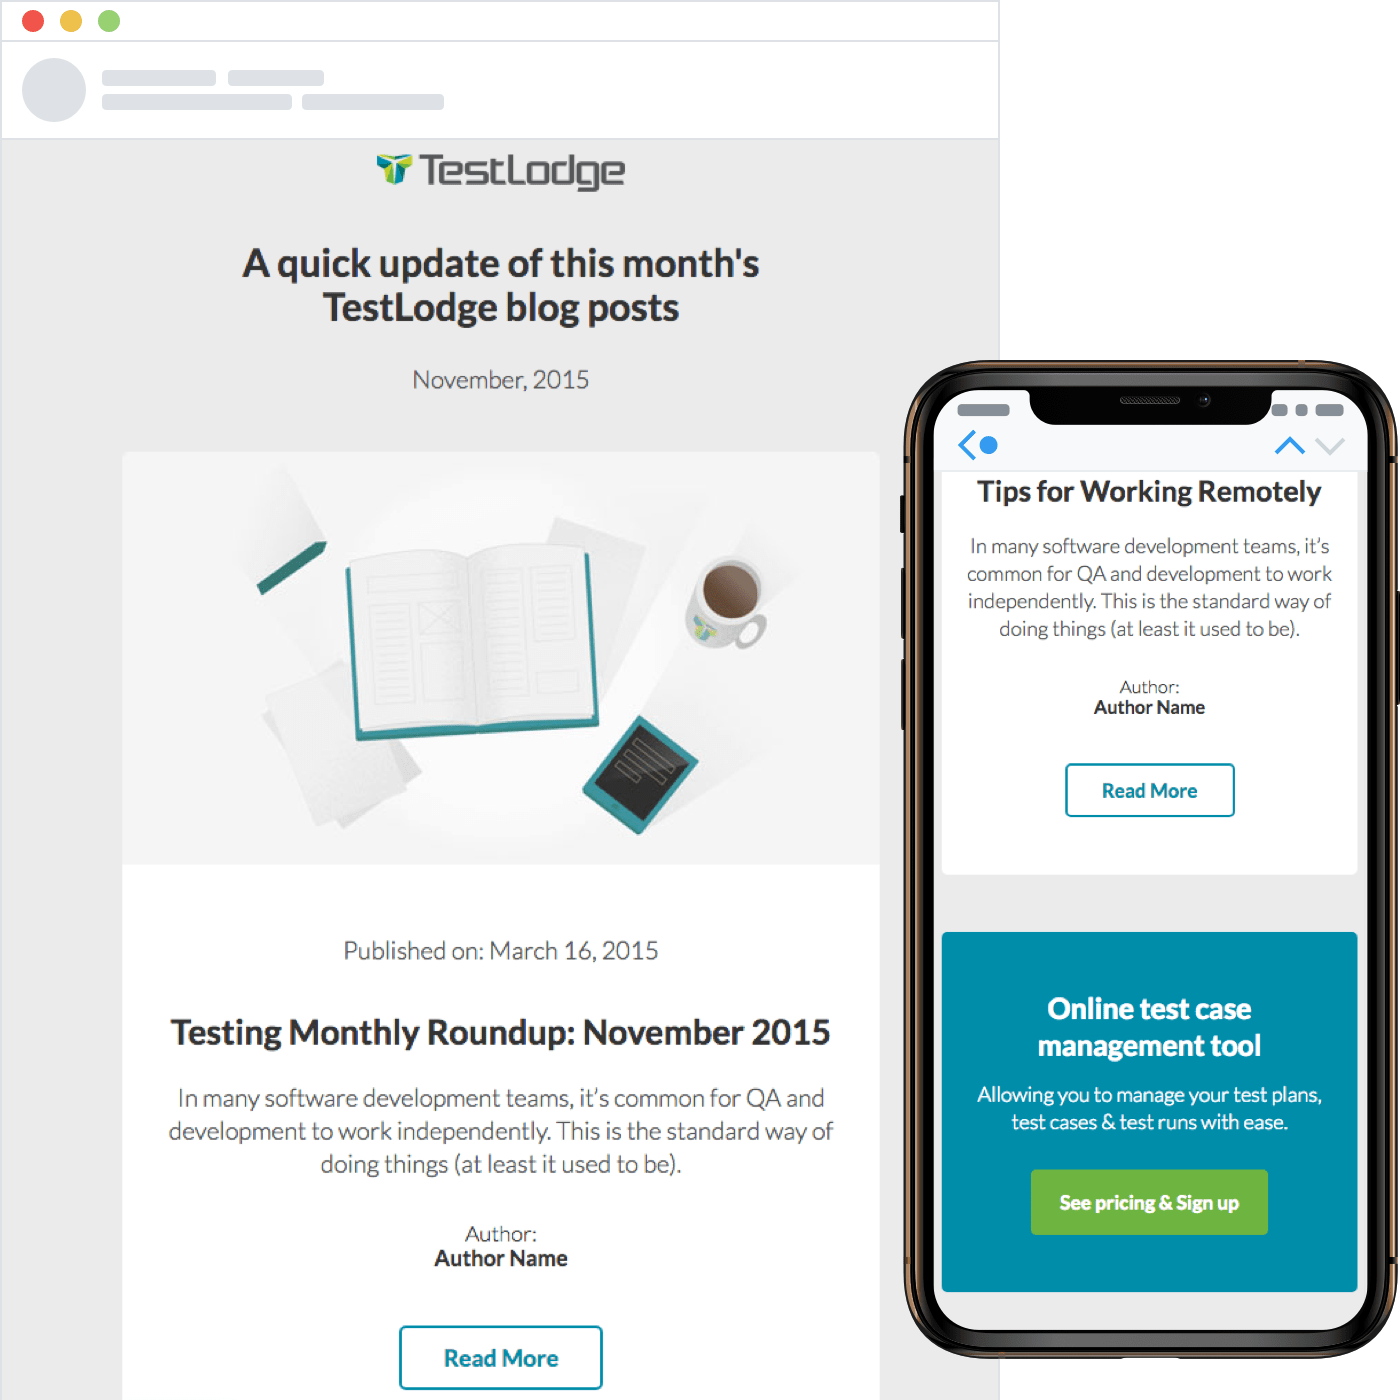 TestLodge
A quick update of this month's
TestLodge blog posts
November, 2015
Published on: March 16, 2015
Testing Monthly Roundup: November 2015
In many software development teams, it’s common for QA and
development to work independently. This is the standard way of
doing things (at least it used to be).
Author:
Author Name
Read More
Tips for Working Remotely
In many software development teams, it’s
common for QA and development to work
independently. This is the standard way of
doing things (at least it used to be).
Author:
Author Name
Read More
Online test case
management tool
Allowing you to manage your test plans,
test cases & test runs with ease.
See pricing & Sign up